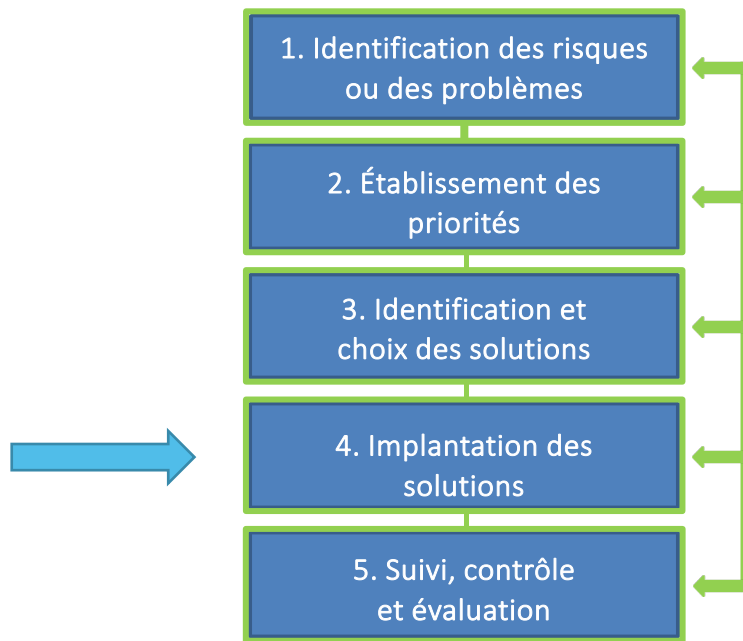 1. Identification des risques
ou des problèmes
2. Établissement des
priorités
3. Identification et
choix des solutions
4. Implantation des
solutions
5. Suivi, contrôle
et évaluation